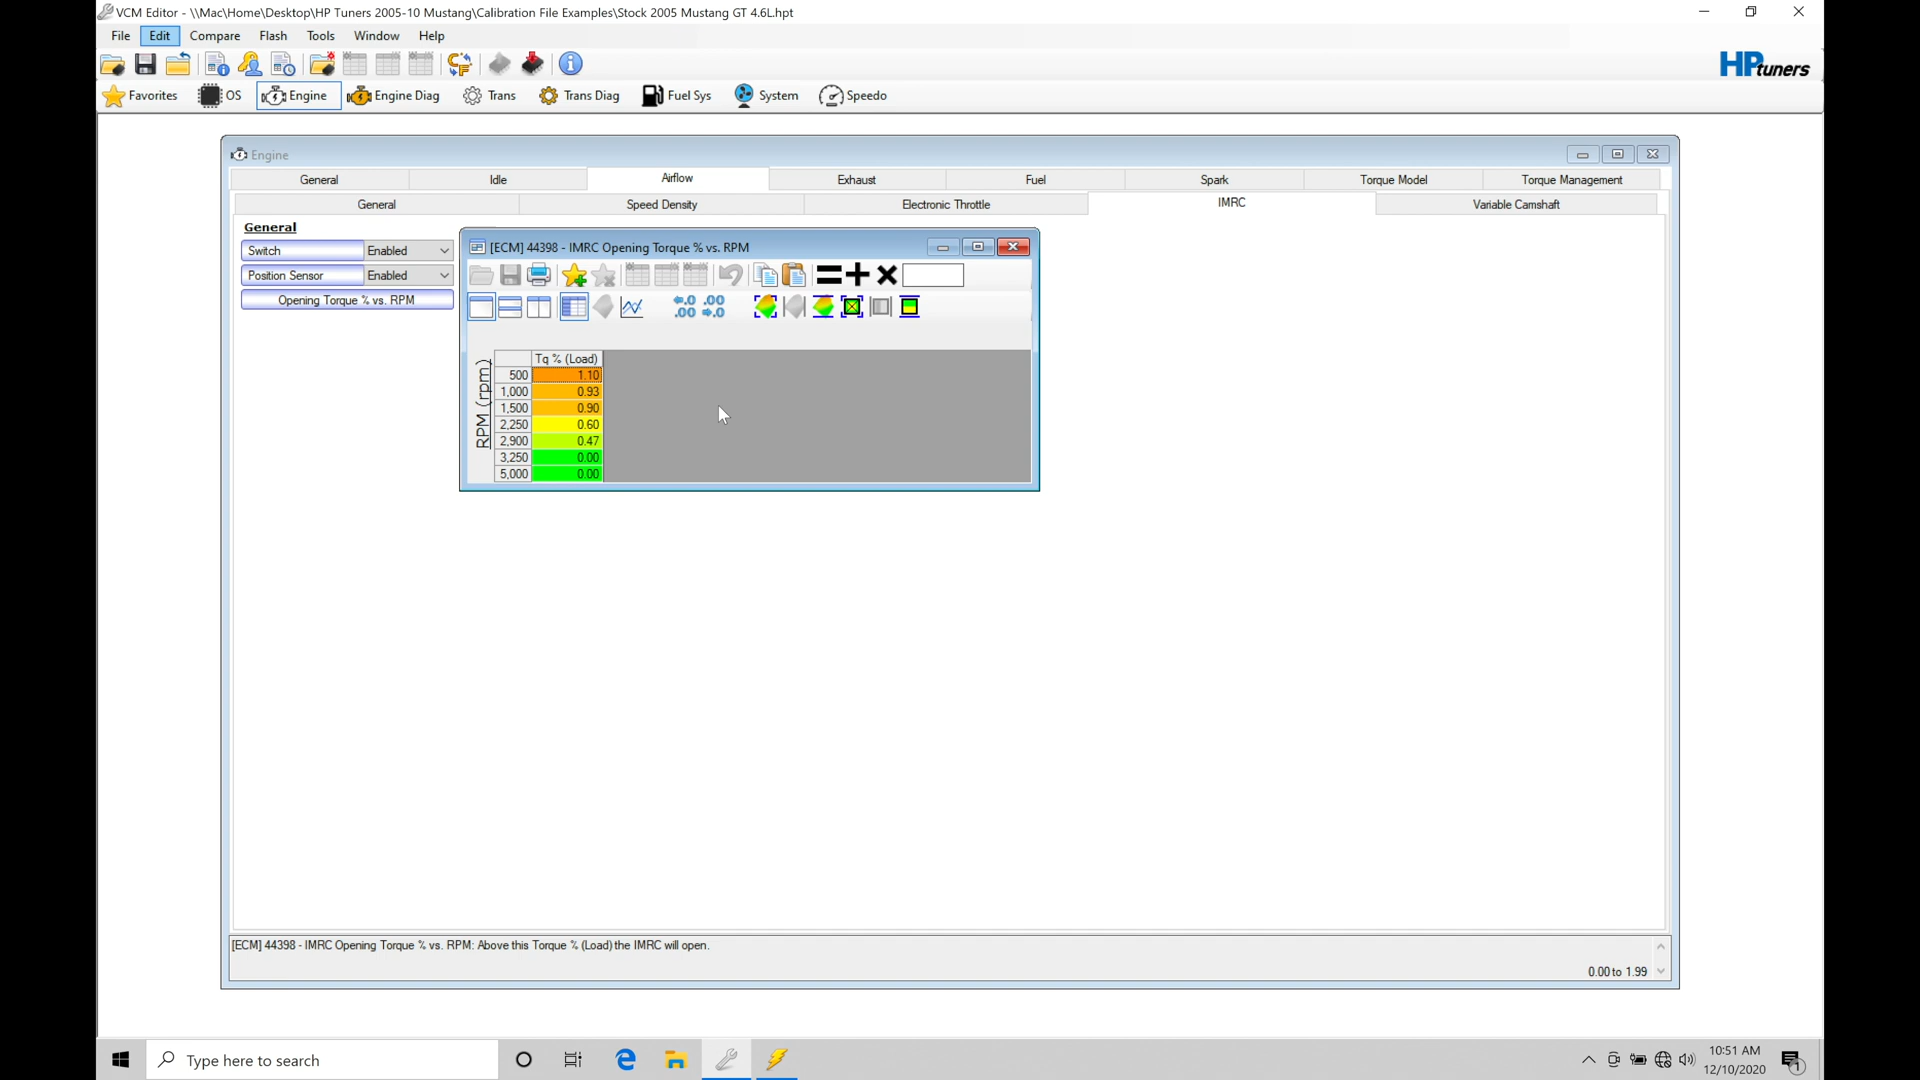 VCM Editor - \\Mac\Home\Desktop\HP Tuners 2005-10 Mustang\Calibration File Examples\Stock 2005 Mustang GT 4.6L.hpt
File Edit Compare Flash Tools Window Help
HPtuners
Favorites OS Engine Engine Diag Trans Trans Diag Fuel Sys System Speedo
Engine
General Idle Airflow Exhaust Fuel Spark Torque Model Torque Management
General Speed Density Electronic Throttle IMRC Variable Camshaft
General
Switch Enabled
Position Sensor Enabled
Opening Torque % vs. RPM
[ECM] 44398 - IMRC Opening Torque % vs. RPM
←.0 .00
.00 →.0
RPM (rpm)
Tq % (Load)
500 1.10
1,000 0.93
1,500 0.90
2,250 0.60
2,900 0.47
3,250 0.00
5,000 0.00
[ECM] 44398 - IMRC Opening Torque % vs. RPM: Above this Torque % (Load) the IMRC will open.
0.00 to 1.99
Type here to search
10:51 AM
12/10/2020
1